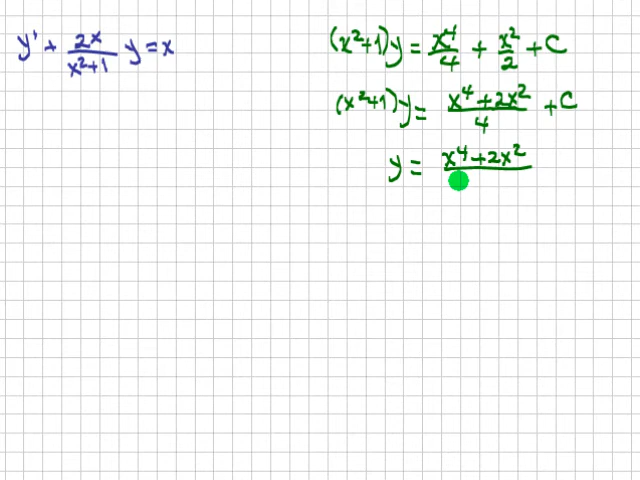 y' + 2x/(x²+1) y = x
(x²+1)y = x⁴/4 + x²/2 + C
(x²+1)y = (x⁴+2x²)/4 + C
y = (x⁴+2x²)/